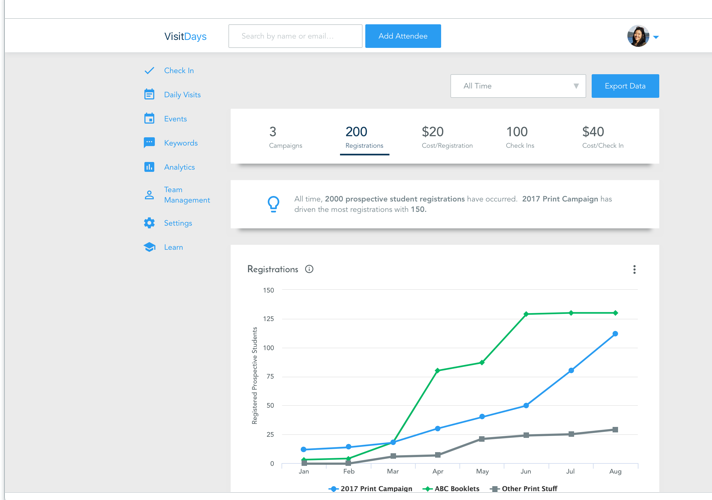 VisitDays
Search by name or email....
Add Attendee
Check In
Daily Visits
Events
Keywords
Analytics
Team
Management
Settings
Learn
All Time
Export Data
3
Campaigns
200
Registrations
$20
Cost/Registration
100
Check Ins
$40
Cost/Check In
All time, 2000 prospective student registrations have occurred. 2017 Print Campaign has
driven the most registrations with 150.
Registrations
Registered Prospective Students
150
125
100
75
50
25
0
Jan Feb Mar Apr May Jun Jul Aug
2017 Print Campaign ABC Booklets Other Print Stuff